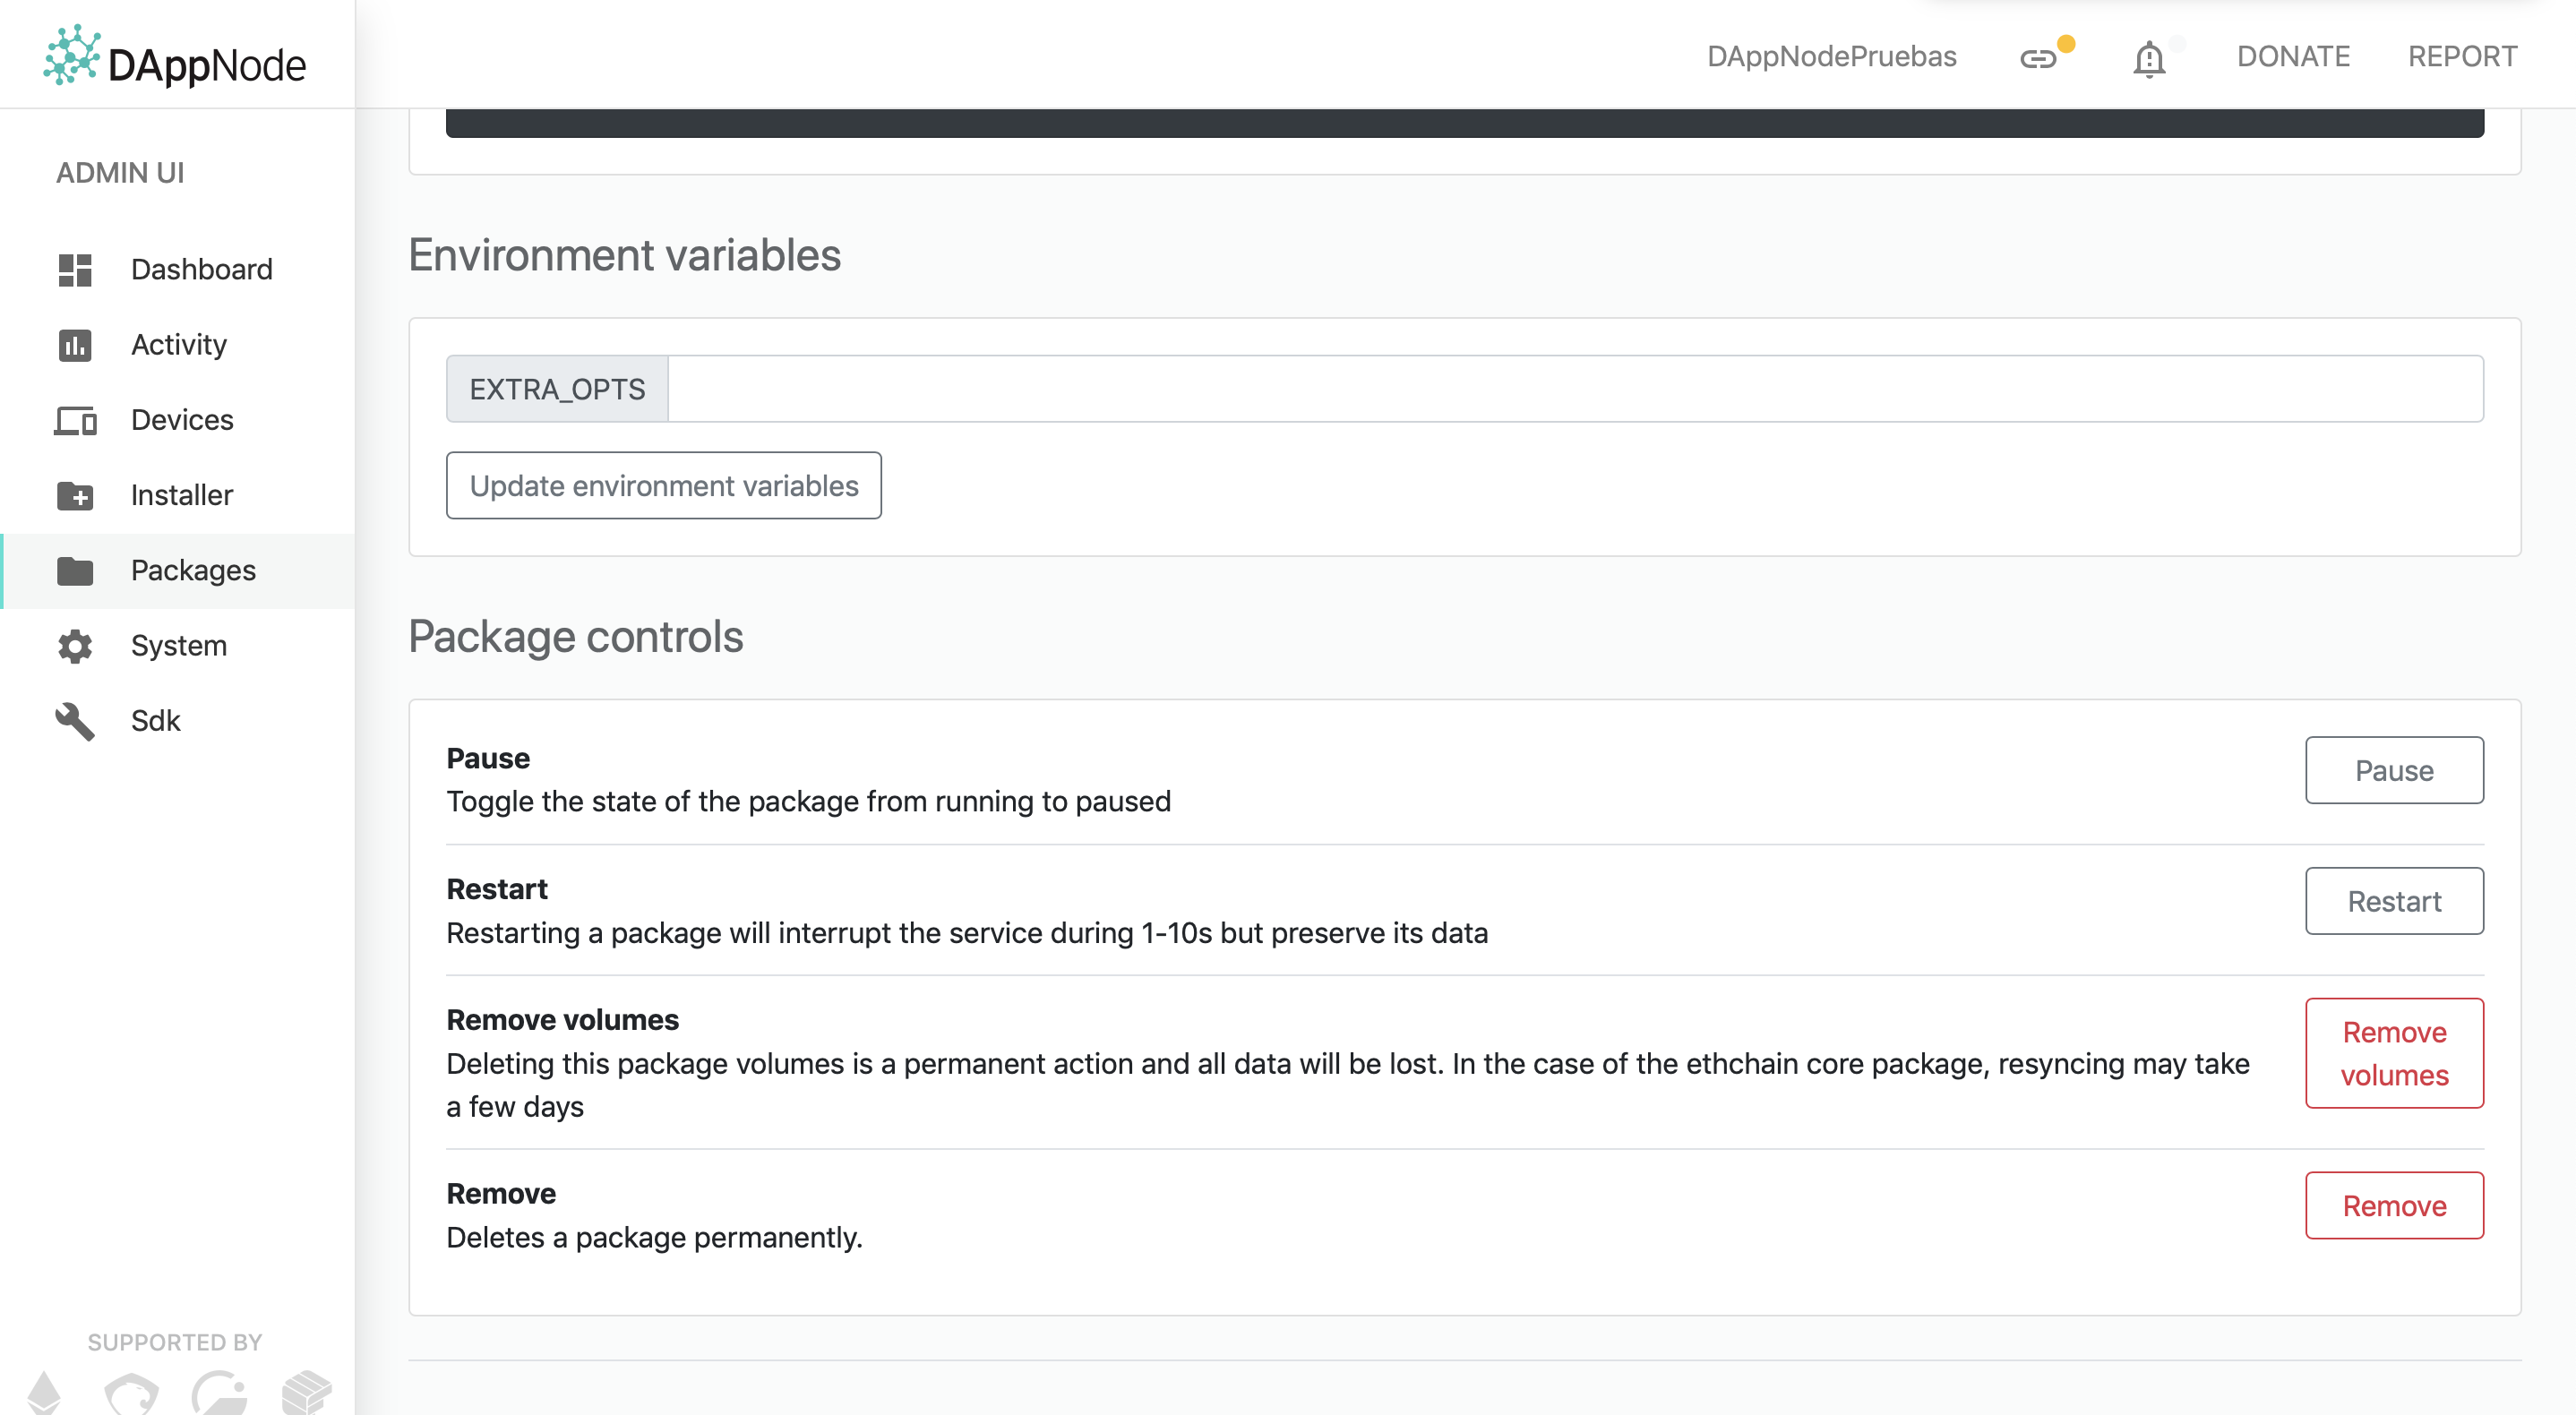 DAppNode
DAppNodePruebas
DONATE
REPORT
ADMIN UI
Dashboard
Activity
Devices
Installer
Packages
System
Sdk
SUPPORTED BY
Environment variables
EXTRA_OPTS
Update environment variables
Package controls
Pause
Toggle the state of the package from running to paused
Pause
Restart
Restarting a package will interrupt the service during 1-10s but preserve its data
Restart
Remove volumes
Deleting this package volumes is a permanent action and all data will be lost. In the case of the ethchain core package, resyncing may take
a few days
Remove
volumes
Remove
Deletes a package permanently.
Remove